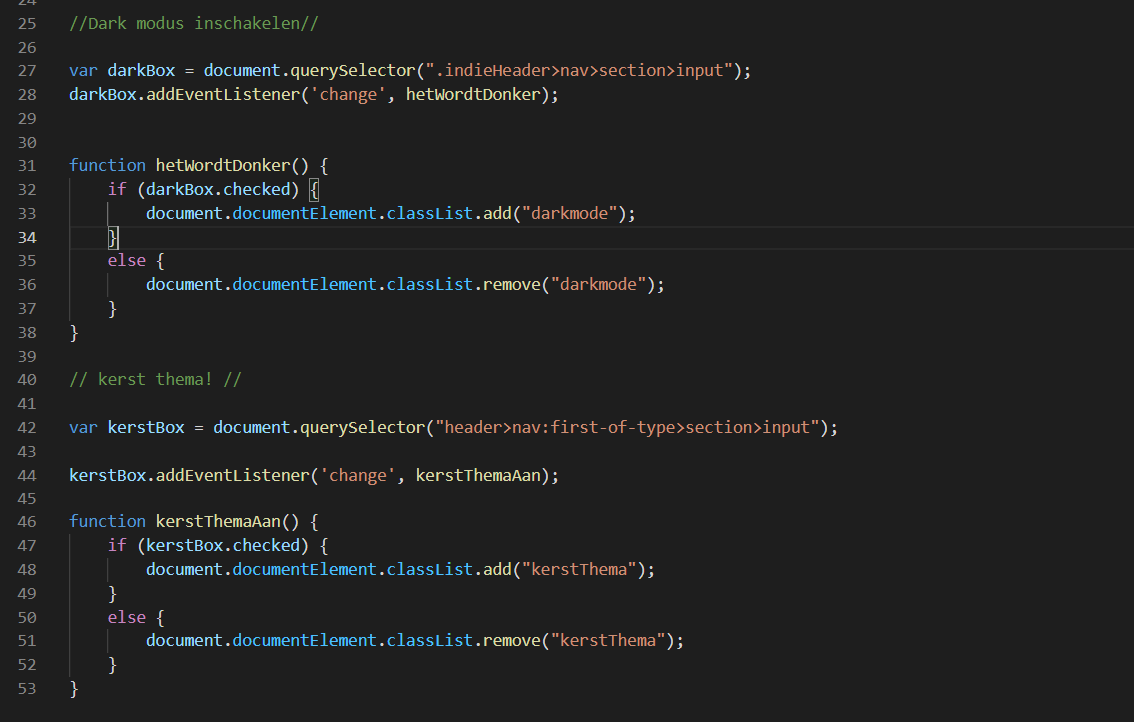 24
25 //Dark modus inschakelen//
26
27 var darkBox = document.querySelector(".indieHeader>nav>section>input");
28 darkBox.addEventListener('change', hetWordtDonker);
29
30
31 function hetWordtDonker() {
32     if (darkBox.checked) {
33         document.documentElement.classList.add("darkmode");
34     }
35     else {
36         document.documentElement.classList.remove("darkmode");
37     }
38 }
39
40 // kerst thema! //
41
42 var kerstBox = document.querySelector("header>nav:first-of-type>section>input");
43
44 kerstBox.addEventListener('change', kerstThemaAan);
45
46 function kerstThemaAan() {
47     if (kerstBox.checked) {
48         document.documentElement.classList.add("kerstThema");
49     }
50     else {
51         document.documentElement.classList.remove("kerstThema");
52     }
53 }